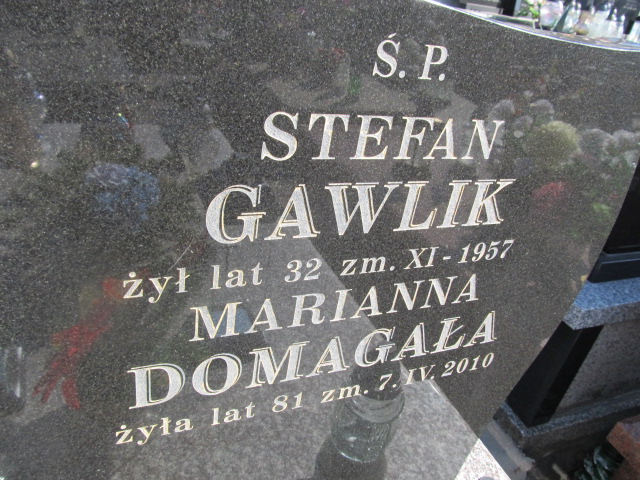 Ś. P.
STEFAN
GAWLIK
żył lat 32 zm. XI - 1957
MARIANNA
DOMAGAŁA
żyła lat 81 zm. 7. IV. 2010